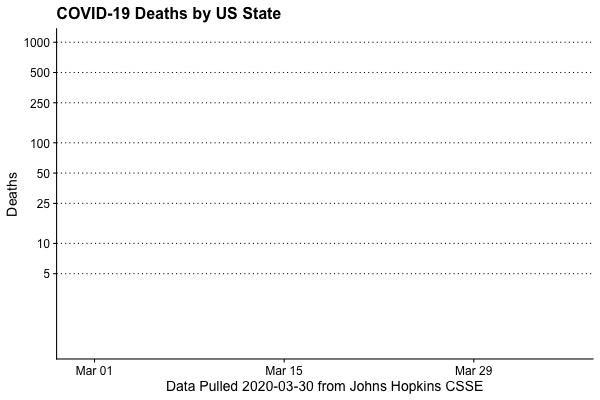 COVID-19 Deaths by US State
1000
500
250
100
50
25
10
5
Deaths
Mar 01 Mar 15 Mar 29
Data Pulled 2020-03-30 from Johns Hopkins CSSE